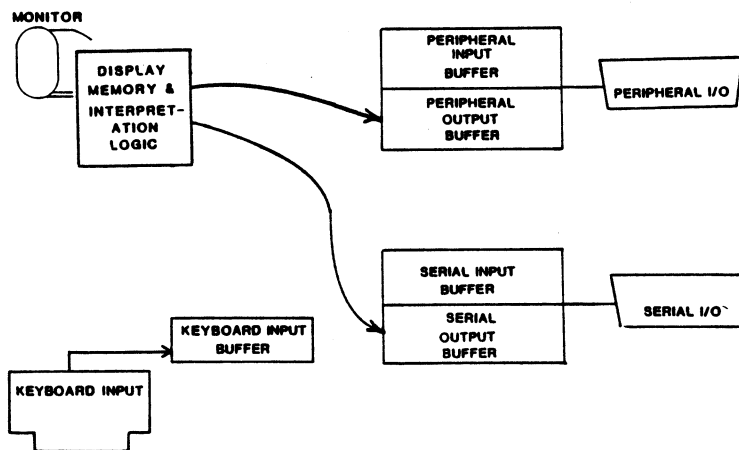 MONITOR
DISPLAY
MEMORY &
INTERPRET-
ATION
LOGIC
PERIPHERAL
INPUT
BUFFER
PERIPHERAL
OUTPUT
BUFFER
PERIPHERAL I/O
SERIAL INPUT
BUFFER
SERIAL
OUTPUT
BUFFER
SERIAL I/O
KEYBOARD INPUT
BUFFER
KEYBOARD INPUT